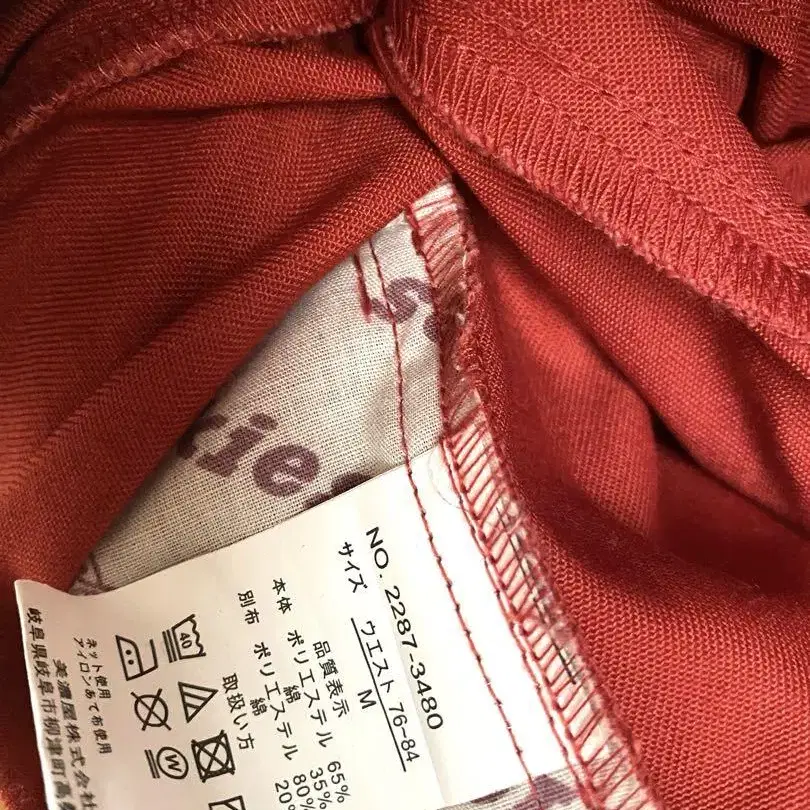 NO. 2287-3480
サイズ ウエスト 76-84
M
品質表示
本体 ポリエステル 65%
綿 35%
別布 ポリエステル 80%
綿 20%
取扱い方
40
W
ネット使用
アイロンあて布使用
美濃屋株式会社
岐阜県岐阜市柳津町高
kies